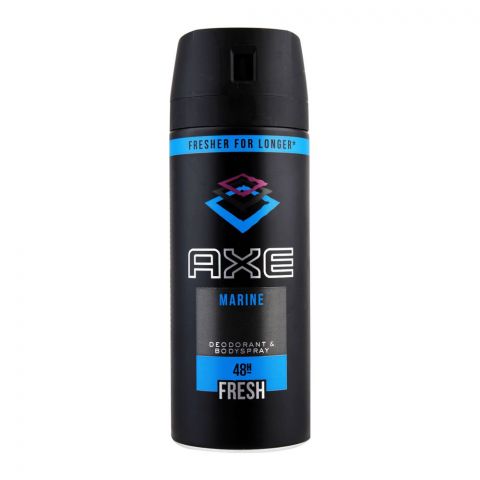 FRESHER FOR LONGER*
AXE
MARINE
DEODORANT &
BODYSPRAY
48H
FRESH